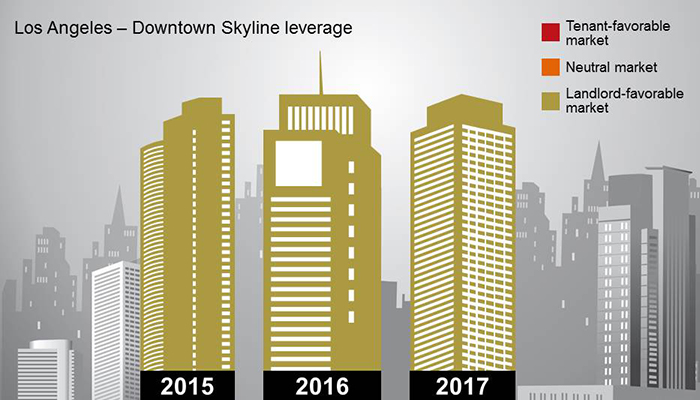 Los Angeles – Downtown Skyline leverage
Tenant-favorable
market
Neutral market
Landlord-favorable
market
2015
2016
2017